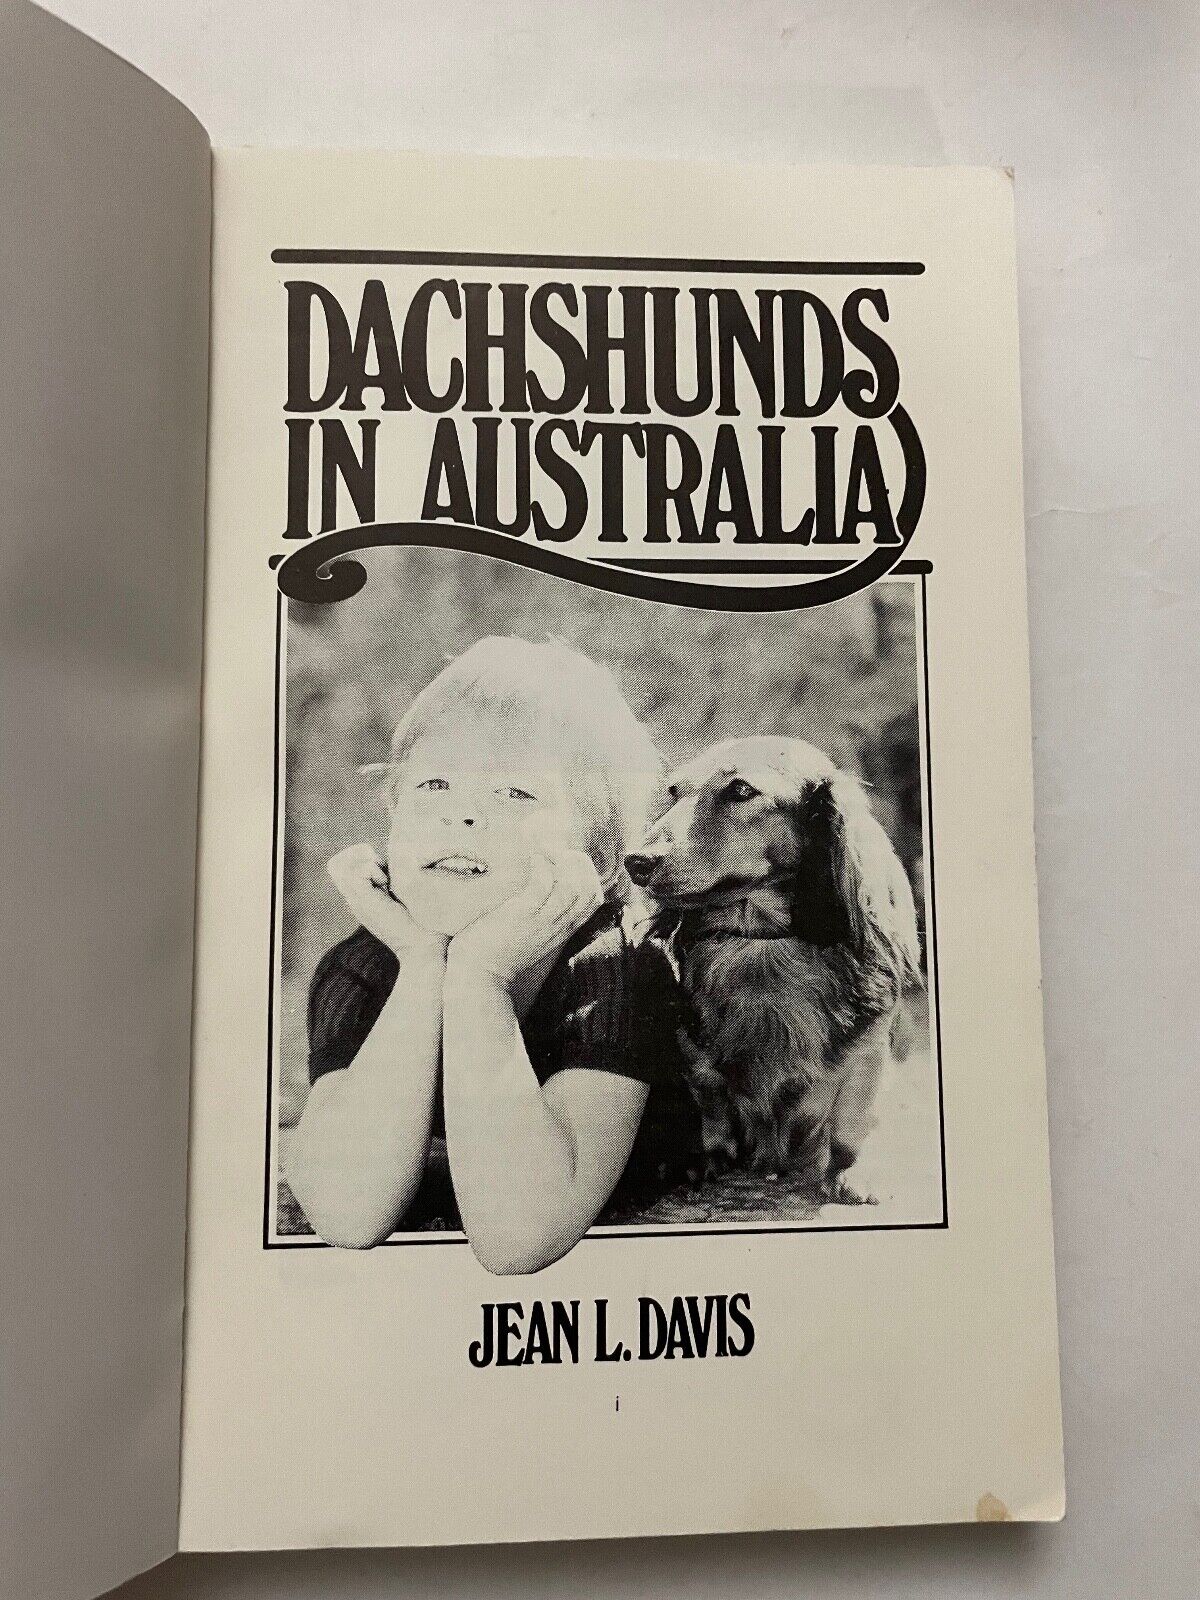 DACHSHUNDS
IN AUSTRALIA
JEAN L. DAVIS
i